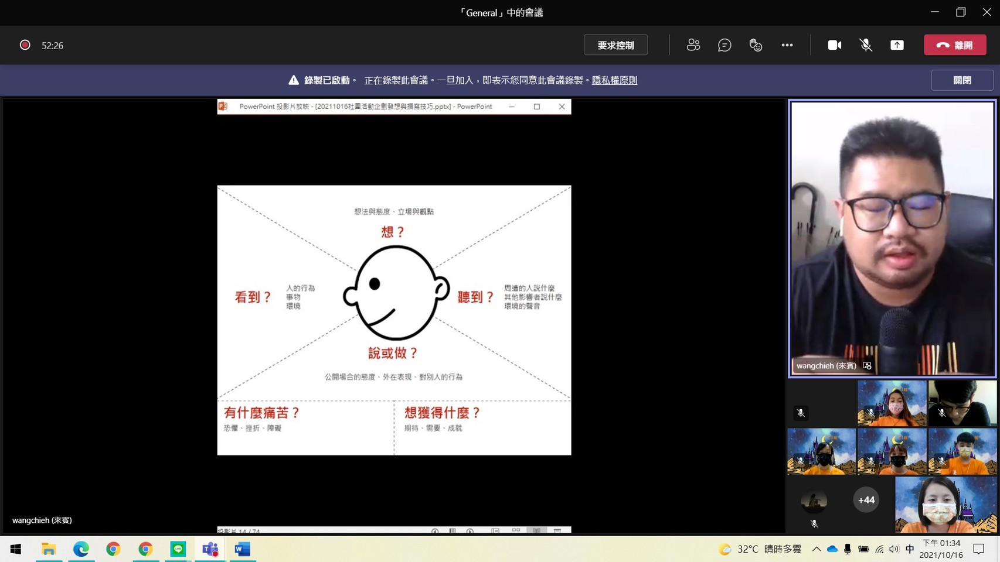 「General」中的會議
52:26
要求控制
離開
錄製已啟動。 正在錄製此會議。一旦加入，即表示您同意此會議錄製。隱私權原則
關閉
PowerPoint 投影片放映 - [20211016社團活動企劃發想與撰寫技巧.pptx] - PowerPoint
想法與態度、立場與觀點
想？
看到？
人的行為
事物
環境
聽到？
周遭的人說什麼
其他影響者說什麼
環境的聲音
說或做？
公開場合的態度、外在表現、對別人的行為
有什麼痛苦？
恐懼、挫折、障礙
想獲得什麼？
期待、需要、成就
投影片 14 / 74
wangchieh (來賓)
wangchieh (來賓)
+44
32°C 晴時多雲
中
下午 01:34
2021/10/16